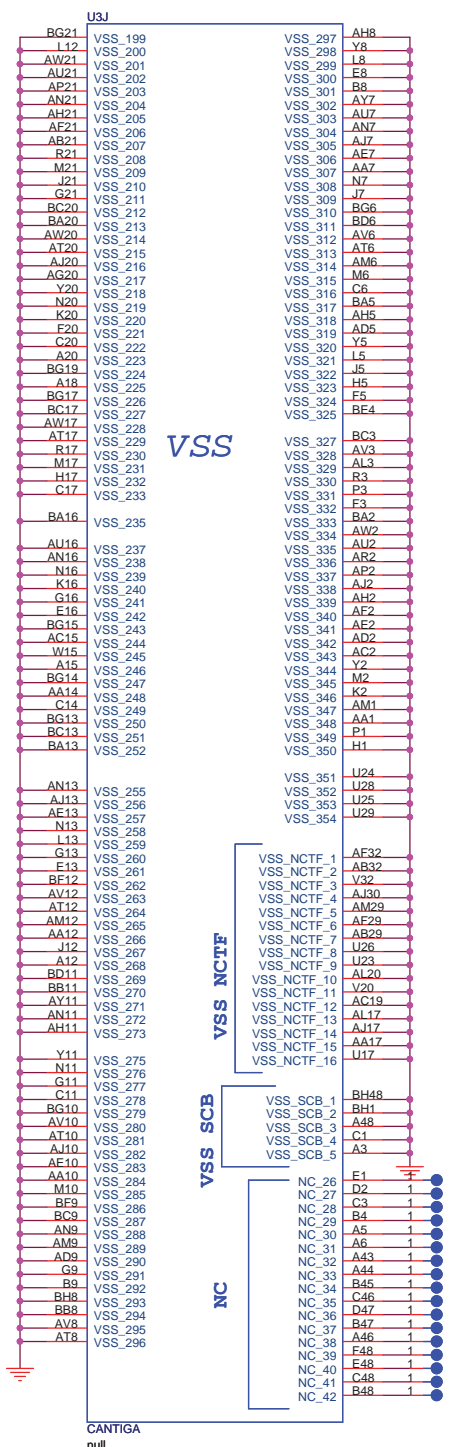 U3J
BG21 VSS_199
L12 VSS_200
AW21 VSS_201
AU21 VSS_202
AP21 VSS_203
AN21 VSS_204
AH21 VSS_205
AF21 VSS_206
AB21 VSS_207
R21 VSS_208
M21 VSS_209
J21 VSS_210
G21 VSS_211
BC20 VSS_212
BA20 VSS_213
AW20 VSS_214
AT20 VSS_215
AJ20 VSS_216
AG20 VSS_217
Y20 VSS_218
N20 VSS_219
K20 VSS_220
F20 VSS_221
C20 VSS_222
A20 VSS_223
BG19 VSS_224
A18 VSS_225
BG17 VSS_226
BC17 VSS_227
AW17 VSS_228
AT17 VSS_229
R17 VSS_230
M17 VSS_231
H17 VSS_232
C17 VSS_233
BA16 VSS_235
AU16 VSS_237
AN16 VSS_238
N16 VSS_239
K16 VSS_240
G16 VSS_241
E16 VSS_242
BG15 VSS_243
AC15 VSS_244
W15 VSS_245
A15 VSS_246
BG14 VSS_247
AA14 VSS_248
C14 VSS_249
BG13 VSS_250
BC13 VSS_251
BA13 VSS_252
AN13 VSS_255
AJ13 VSS_256
AE13 VSS_257
N13 VSS_258
L13 VSS_259
G13 VSS_260
E13 VSS_261
BF12 VSS_262
AV12 VSS_263
AT12 VSS_264
AM12 VSS_265
AA12 VSS_266
J12 VSS_267
A12 VSS_268
BD11 VSS_269
BB11 VSS_270
AY11 VSS_271
AN11 VSS_272
AH11 VSS_273
Y11 VSS_275
N11 VSS_276
G11 VSS_277
C11 VSS_278
BG10 VSS_279
AV10 VSS_280
AT10 VSS_281
AJ10 VSS_282
AE10 VSS_283
AA10 VSS_284
M10 VSS_285
BF9 VSS_286
BC9 VSS_287
AN9 VSS_288
AM9 VSS_289
AD9 VSS_290
G9 VSS_291
B9 VSS_292
BH8 VSS_293
BB8 VSS_294
AV8 VSS_295
AT8 VSS_296
VSS
VSS_297 AH8
VSS_298 Y8
VSS_299 L8
VSS_300 E8
VSS_301 B8
VSS_302 AY7
VSS_303 AU7
VSS_304 AN7
VSS_305 AJ7
VSS_306 AE7
VSS_307 AA7
VSS_308 N7
VSS_309 J7
VSS_310 BG6
VSS_311 BD6
VSS_312 AV6
VSS_313 AT6
VSS_314 AM6
VSS_315 M6
VSS_316 C6
VSS_317 BA5
VSS_318 AH5
VSS_319 AD5
VSS_320 Y5
VSS_321 L5
VSS_322 J5
VSS_323 H5
VSS_324 F5
VSS_325 BE4
VSS_327 BC3
VSS_328 AV3
VSS_329 AL3
VSS_330 R3
VSS_331 P3
VSS_332 F3
VSS_333 BA2
VSS_334 AW2
VSS_335 AU2
VSS_336 AR2
VSS_337 AP2
VSS_338 AJ2
VSS_339 AH2
VSS_340 AF2
VSS_341 AE2
VSS_342 AD2
VSS_343 AC2
VSS_344 Y2
VSS_345 M2
VSS_346 K2
VSS_347 AM1
VSS_348 AA1
VSS_349 P1
VSS_350 H1
VSS_351 U24
VSS_352 U28
VSS_353 U25
VSS_354 U29
VSS NCTF
VSS_NCTF_1 AF32
VSS_NCTF_2 AB32
VSS_NCTF_3 V32
VSS_NCTF_4 AJ30
VSS_NCTF_5 AM29
VSS_NCTF_6 AF29
VSS_NCTF_7 AB29
VSS_NCTF_8 U26
VSS_NCTF_9 U23
VSS_NCTF_10 AL20
VSS_NCTF_11 V20
VSS_NCTF_12 AC19
VSS_NCTF_13 AL17
VSS_NCTF_14 AJ17
VSS_NCTF_15 AA17
VSS_NCTF_16 U17
VSS SCB
VSS_SCB_1 BH48
VSS_SCB_2 BH1
VSS_SCB_3 A48
VSS_SCB_4 C1
VSS_SCB_5 A3
NC
NC_26 E1 1
NC_27 D2 1
NC_28 C3 1
NC_29 B4 1
NC_30 A5 1
NC_31 A6 1
NC_32 A43 1
NC_33 A44 1
NC_34 B45 1
NC_35 C46 1
NC_36 D47 1
NC_37 B47 1
NC_38 A46 1
NC_39 F48 1
NC_40 E48 1
NC_41 C48 1
NC_42 B48 1
CANTIGA
null